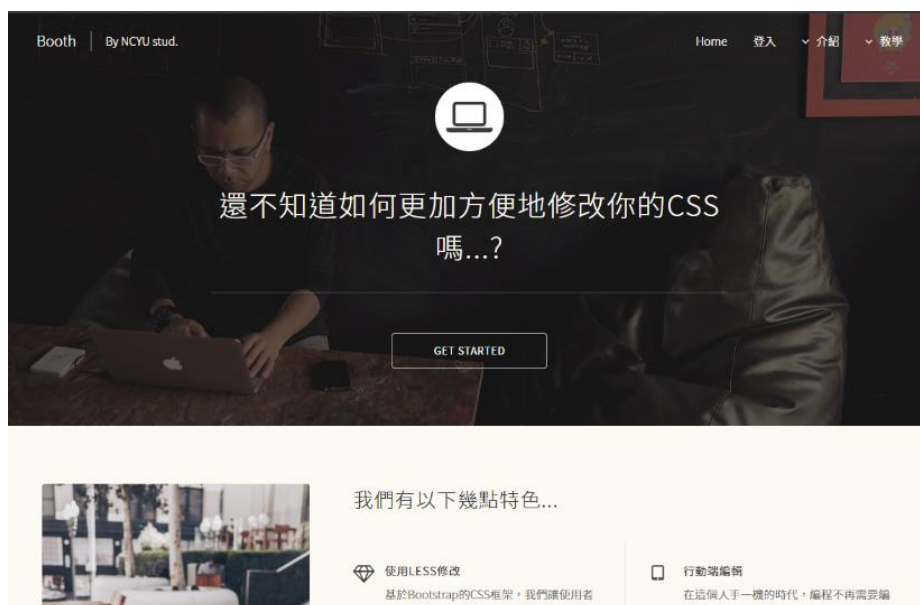 Booth By NCYU stud. Home 登入 介紹 教學
還不知道如何更加方便地修改你的CSS
嗎...?
GET STARTED
我們有以下幾點特色...
使用LESS修改
基於Bootstrap的CSS框架，我們讓使用者
行動端編輯
在這個人手一機的時代，編程不再需要編